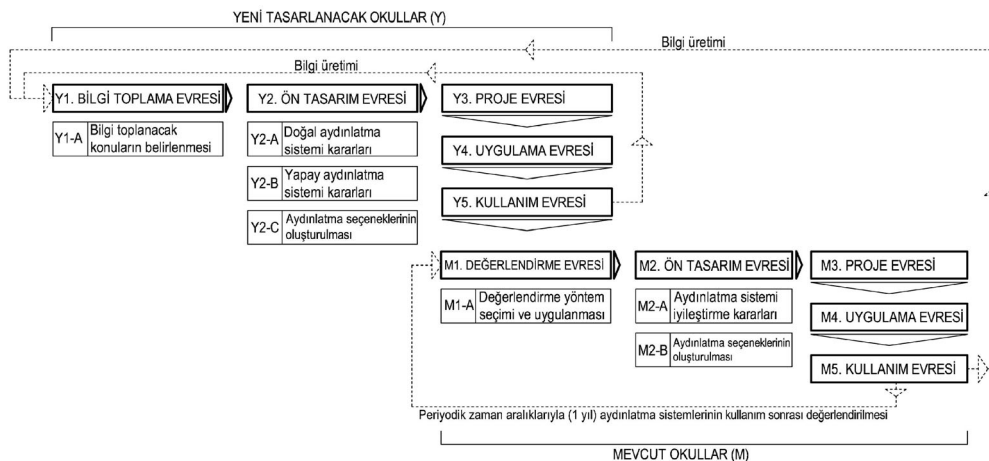 YENİ TASARLANACAK OKULLAR (Y)
Bilgi üretimi
Bilgi üretimi
Y1. BİLGİ TOPLAMA EVRESİ
Y2. ÖN TASARIM EVRESİ
Y3. PROJE EVRESİ
Y1-A
Bilgi toplanacak
konuların belirlenmesi
Y2-A
Doğal aydınlatma
sistemi kararları
Y4. UYGULAMA EVRESİ
Y2-B
Yapay aydınlatma
sistemi kararları
Y5. KULLANIM EVRESİ
Y2-C
Aydınlatma seçeneklerinin
oluşturulması
M1. DEĞERLENDİRME EVRESİ
M2. ÖN TASARIM EVRESİ
M3. PROJE EVRESİ
M1-A
Değerlendirme yöntem
seçimi ve uygulanması
M2-A
Aydınlatma sistemi
iyileştirme kararları
M4. UYGULAMA EVRESİ
M2-B
Aydınlatma seçeneklerinin
oluşturulması
M5. KULLANIM EVRESİ
Periyodik zaman aralıklarıyla (1 yıl) aydınlatma sistemlerinin kullanım sonrası değerlendirilmesi
MEVCUT OKULLAR (M)